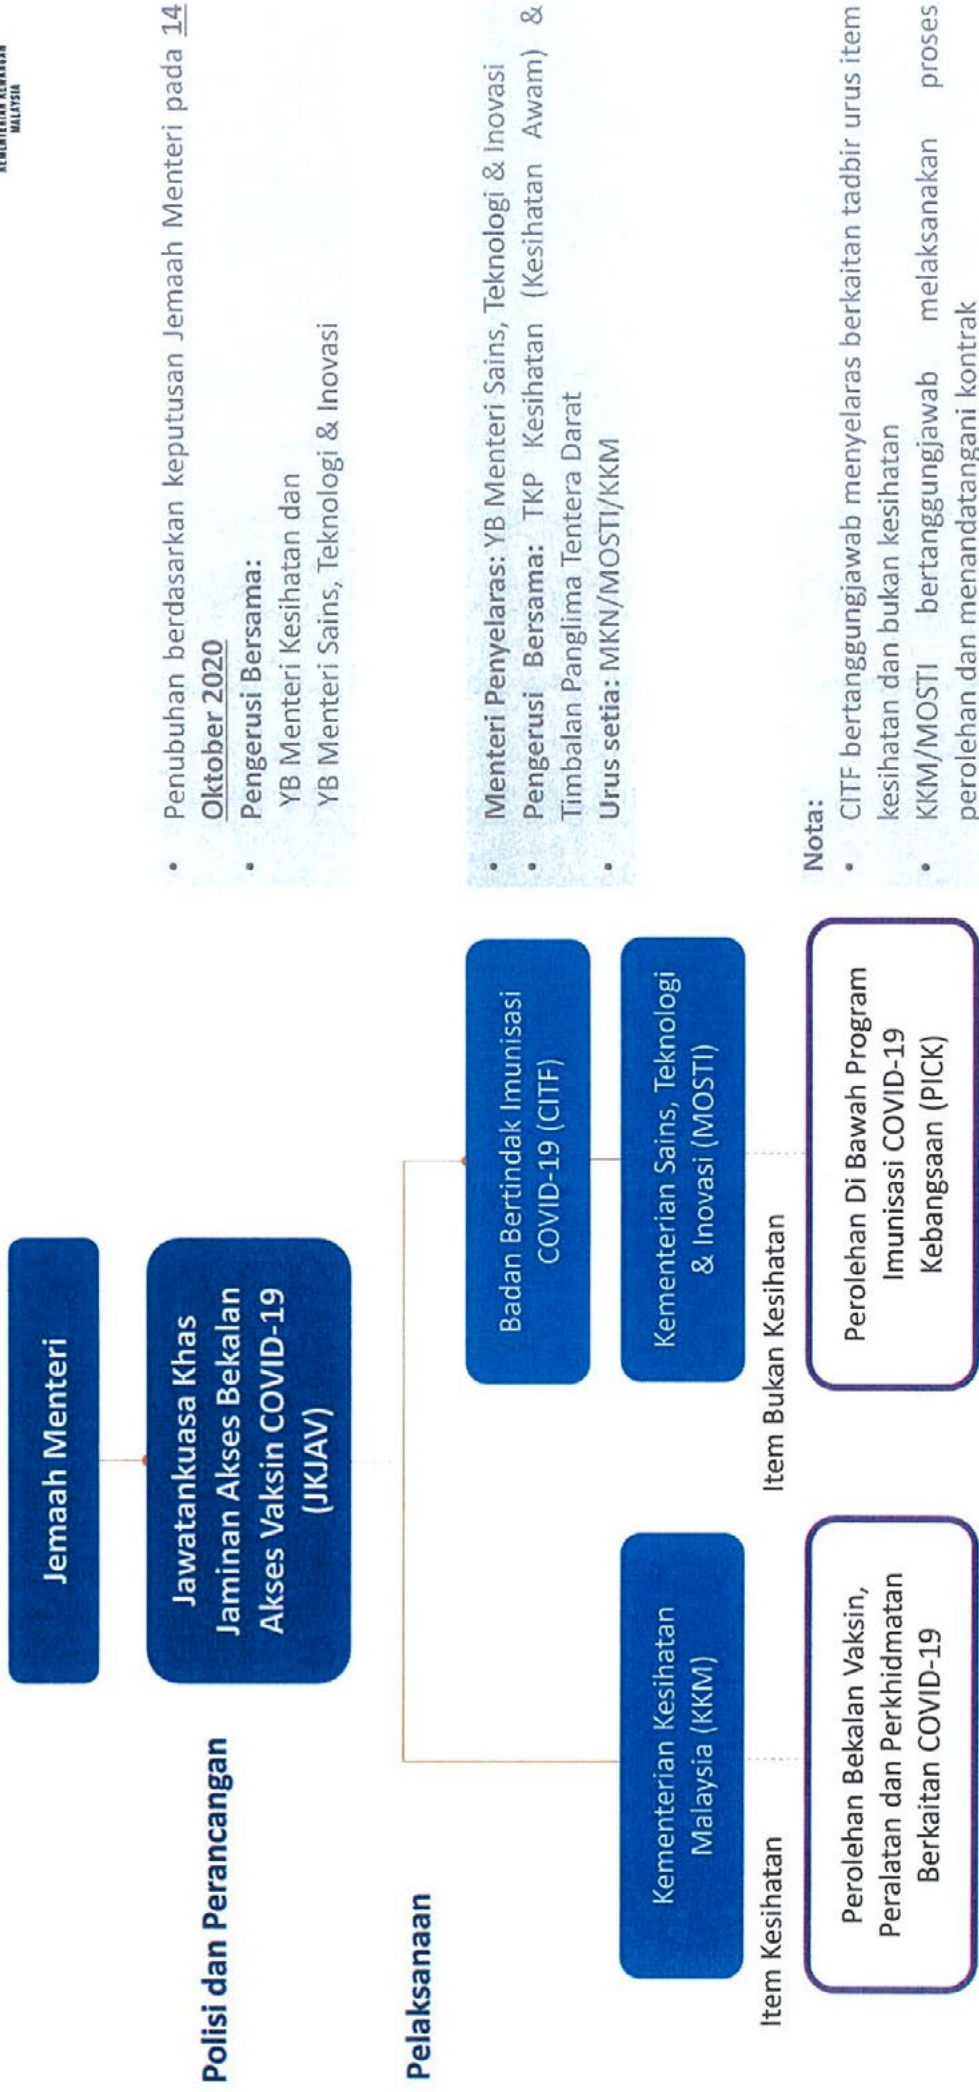 KEMENTERIAN KEWANGAN
MALAYSIA
Jemaah Menteri
Polisi dan Perancangan
Jawatankuasa Khas
Jaminan Akses Bekalan
Akses Vaksin COVID-19
(JKJAV)
• Penubuhan berdasarkan keputusan Jemaah Menteri pada 14
Oktober 2020
• Pengerusi Bersama:
YB Menteri Kesihatan dan
YB Menteri Sains, Teknologi & Inovasi
Pelaksanaan
Badan Bertindak Imunisasi
COVID-19 (CITF)
• Menteri Penyelaras: YB Menteri Sains, Teknologi & Inovasi
• Pengerusi Bersama: TKP Kesihatan (Kesihatan Awam) &
Timbalan Panglima Tentera Darat
• Urus setia: MKN/MOSTI/KKM
Kementerian Kesihatan
Malaysia (KKM)
Kementerian Sains, Teknologi
& Inovasi (MOSTI)
Item Kesihatan
Item Bukan Kesihatan
Perolehan Bekalan Vaksin,
Peralatan dan Perkhidmatan
Berkaitan COVID-19
Perolehan Di Bawah Program
Imunisasi COVID-19
Kebangsaan (PICK)
Nota:
• CITF bertanggungjawab menyelaras berkaitan tadbir urus item
kesihatan dan bukan kesihatan
• KKM/MOSTI bertanggungjawab melaksanakan proses
perolehan dan menandatangani kontrak